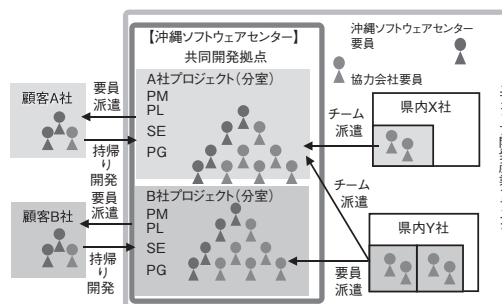 【沖縄ソフトウェアセンター】
共同開発拠点
沖縄ソフトウェアセンター
要員
協力会社要員
A社プロジェクト(分室)
PM
PL
SE
PG
顧客A社
要員
派遣
持帰
り
開発
チーム
派遣
県内X社
B社プロジェクト(分室)
PM
PL
SE
PG
顧客B社
要員
派遣
持帰
り
開発
チーム
派遣
要員
派遣
県内Y社